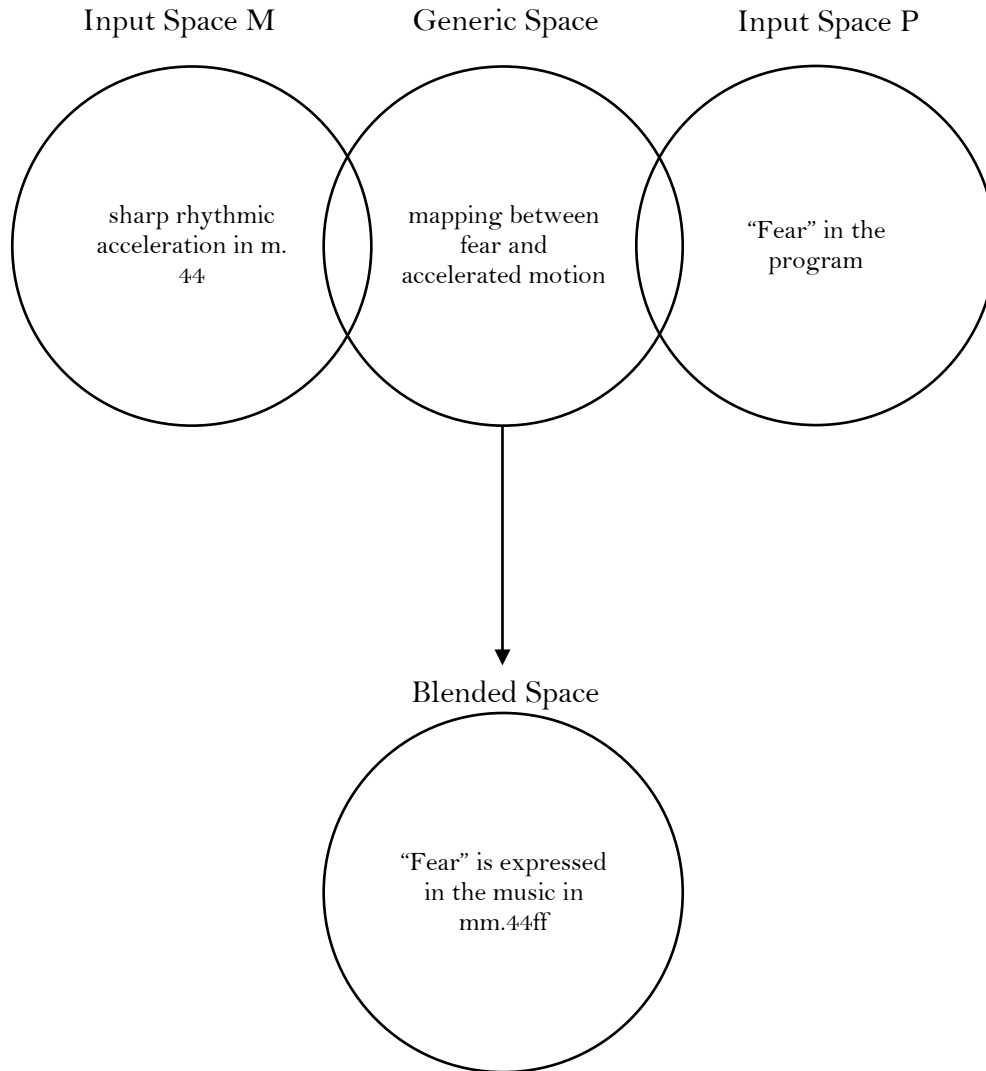 Input Space M
Generic Space
Input Space P
sharp rhythmic
acceleration in m.
44
mapping between
fear and
accelerated motion
“Fear” in the
program
Blended Space
“Fear” is expressed
in the music in
mm.44ff